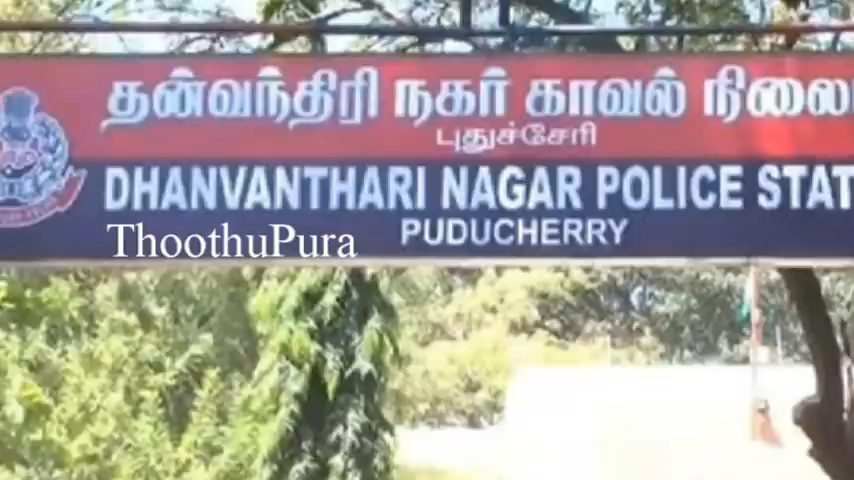 தன்வந்திரி நகர் காவல் நிலை
புதுச்சேரி
DHANVANTHARI NAGAR POLICE STAT
ThoothuPura
PUDUCHERRY